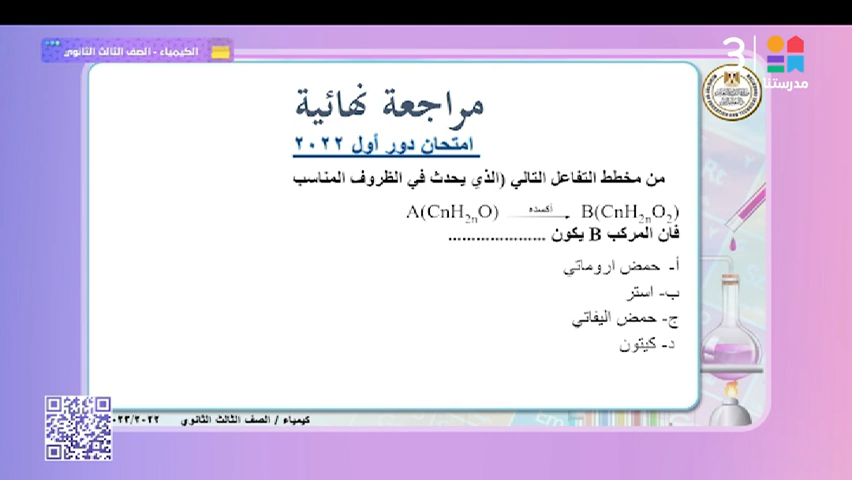 الكيمياء - الصف الثالث الثانوي
3
مدرستنا
مراجعة نهائية
امتحان دور أول ٢٠٢٢
من مخطط التفاعل التالي (الذي يحدث في الظروف المناسب
A(CnH₂ₙO) أكسده B(CnH₂ₙO₂)
فان المركب B يكون ....................
أ- حمض اروماتي
ب- استر
ج- حمض اليفاتي
د- كيتون
كيمياء / الصف الثالث الثانوي